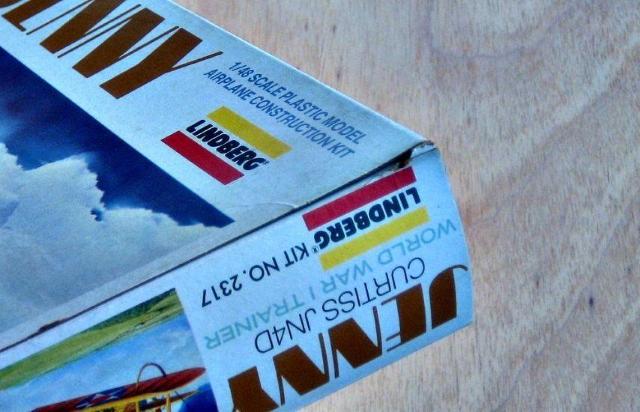 JENNY
1/48 SCALE PLASTIC MODEL
AIRPLANE CONSTRUCTION KIT
LINDBERG®
JENNY
CURTISS JN4D
WORLD WAR I TRAINER
LINDBERG® KIT NO. 2317